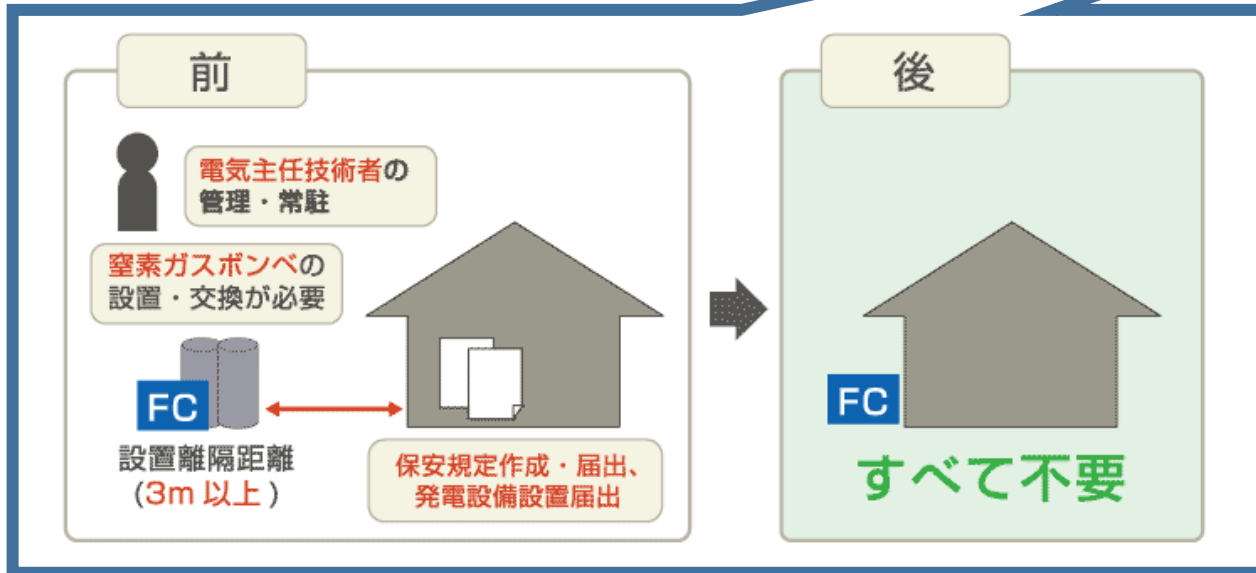 前
電気主任技術者の
管理・常駐
窒素ガスボンベの
設置・交換が必要
FC
設置離隔距離
(3m 以上)
保安規定作成・届出、
発電設備設置届出
後
FC
すべて不要